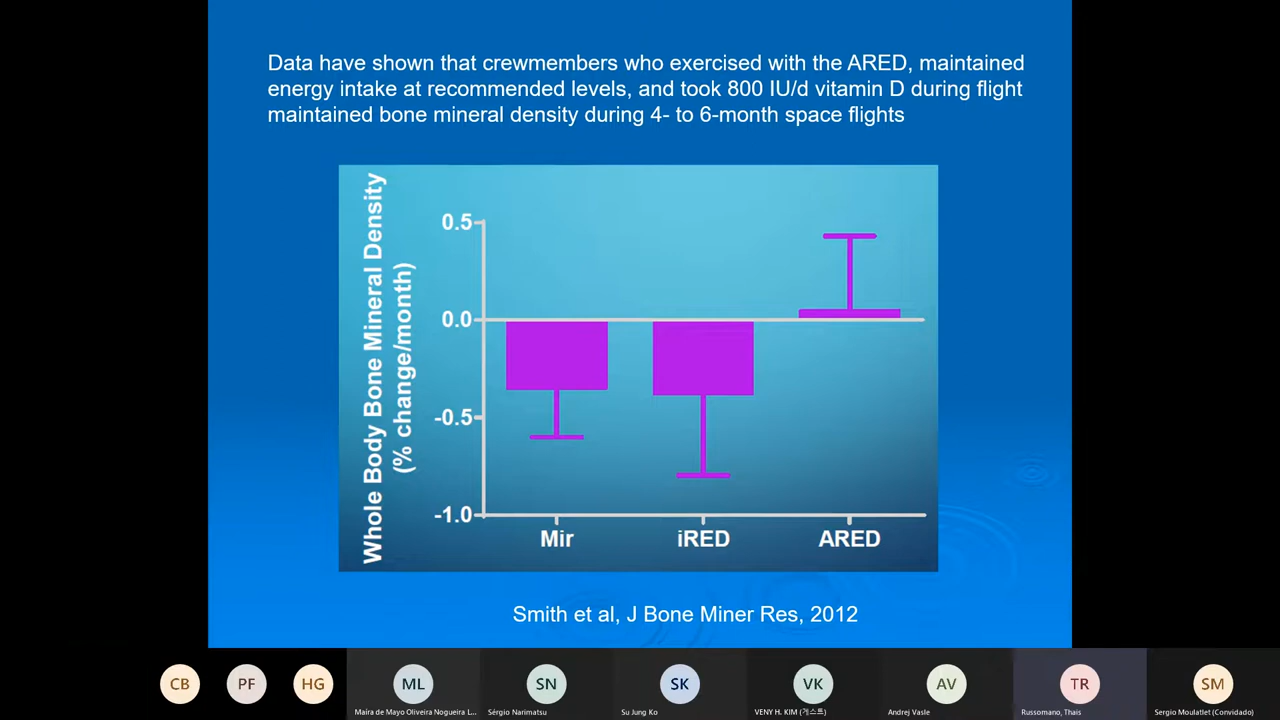 Data have shown that crewmembers who exercised with the ARED, maintained
energy intake at recommended levels, and took 800 IU/d vitamin D during flight
maintained bone mineral density during 4- to 6-month space flights
Whole Body Bone Mineral Density
(% change/month)
0.5
0.0
-0.5
-1.0
Mir
iRED
ARED
Smith et al, J Bone Miner Res, 2012
CB
PF
HG
ML
SN
SK
VK
AV
TR
SM
Maira de Mayo Oliveira Nogueira L...
Sérgio Narimatsu
Su Jung Ko
VENY H. KIM (게스트)
Andrej Vasle
Russomano, Thais
Sergio Moulatlet (Convidado)